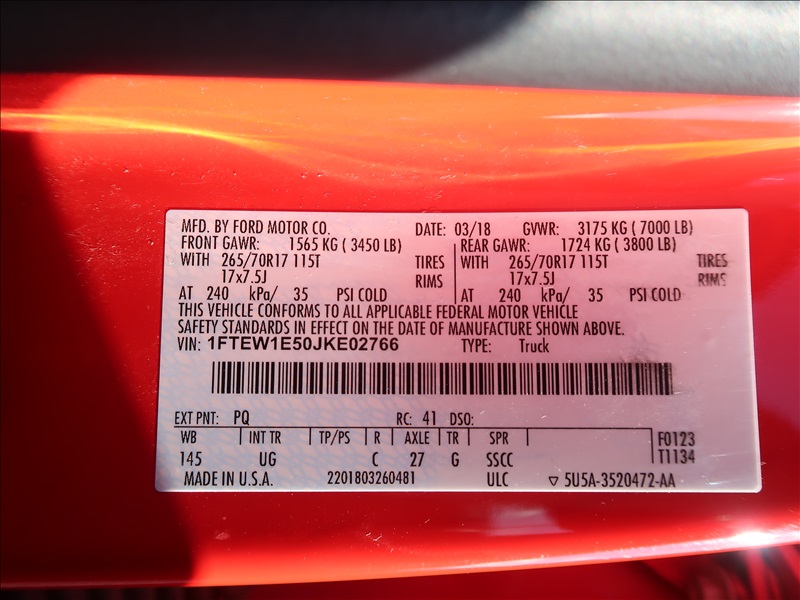 MFD. BY FORD MOTOR CO. DATE: 03/18 GVWR: 3175 KG ( 7000 LB)
FRONT GAWR: 1565 KG ( 3450 LB) REAR GAWR: 1724 KG ( 3800 LB)
WITH 265/70R17 115T TIRES WITH 265/70R17 115T TIRES
17x7.5J RIMS 17x7.5J RIMS
AT 240 kPa/ 35 PSI COLD AT 240 kPa/ 35 PSI COLD
THIS VEHICLE CONFORMS TO ALL APPLICABLE FEDERAL MOTOR VEHICLE
SAFETY STANDARDS IN EFFECT ON THE DATE OF MANUFACTURE SHOWN ABOVE.
VIN: 1FTEW1E50JKE02766 TYPE: Truck
EXT PNT: PQ RC: 41 DSO:
WB INT TR TP/PS R AXLE TR SPR F0123
145 UG C 27 G SSCC T1134
MADE IN U.S.A. 2201803260481 ULC ▽ 5U5A-3520472-AA